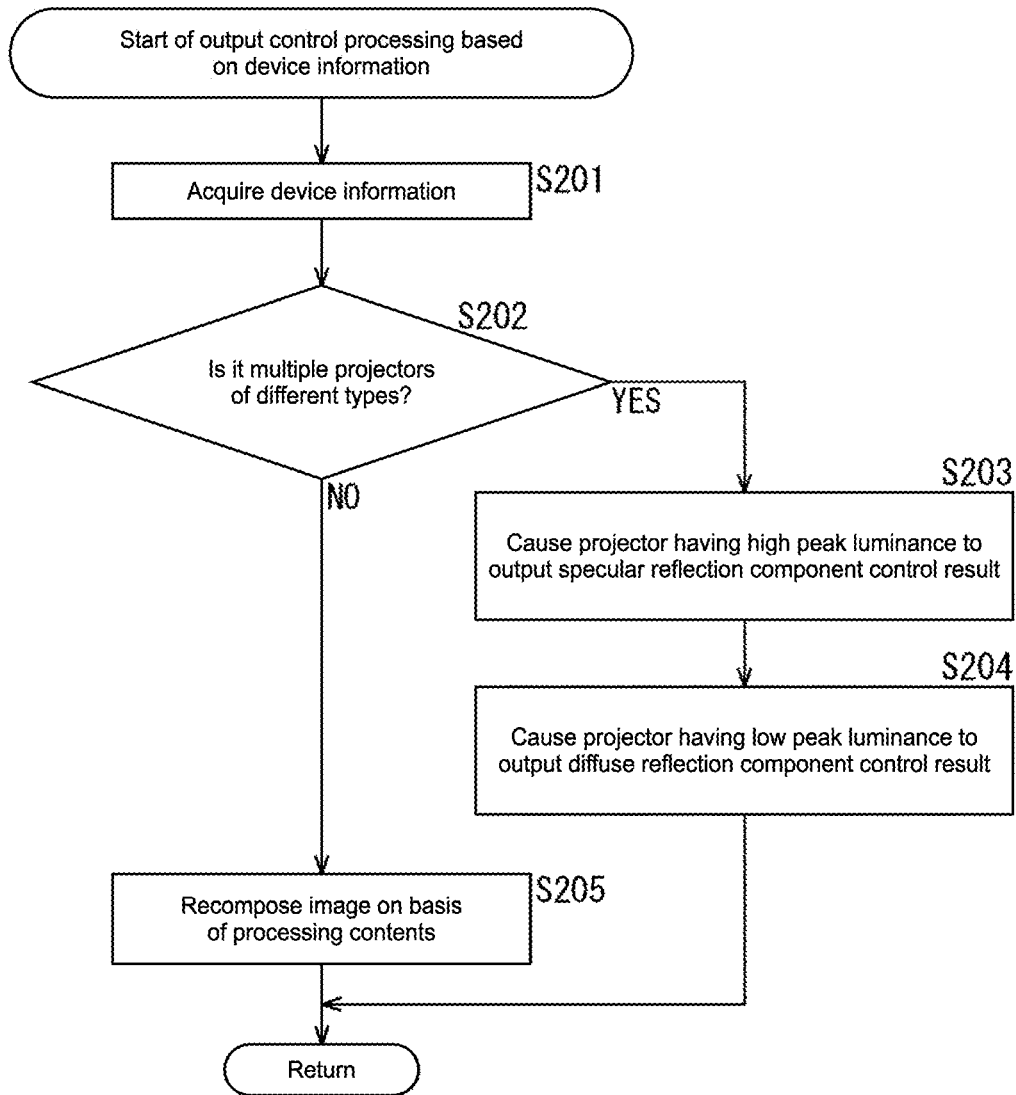 Start of output control processing based
on device information
Acquire device information
S201
S202
Is it multiple projectors
of different types?
YES
NO
S203
Cause projector having high peak luminance to
output specular reflection component control result
S204
Cause projector having low peak luminance to
output diffuse reflection component control result
S205
Recompose image on basis
of processing contents
Return